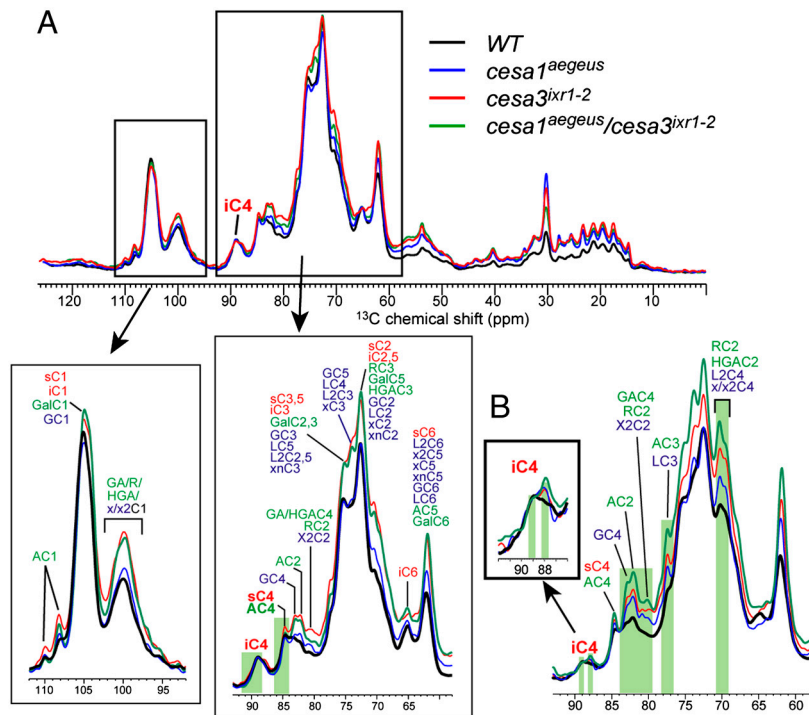 A
WT
cesa1aegeus
cesa3ixr1-2
cesa1aegeus/cesa3ixr1-2
iC4
120 110 100 90 80 70 60 50 40 30 20 10
13C chemical shift (ppm)
sC1
iC1
GalC1
GC1
GA/R/
HGA/
x/x2C1
AC1
112 105 100 92
sC2
iC2,5
RC3
GalC5
HGAC3
GC2
LC2
xC2
xnC2
GC5
LC4
L2C3
xC3
sC3,5
iC3
GalC2,3
GC3
LC5
L2C2,5
xnC3
sC6
L2C6
x2C5
xC5
xnC5
GC6
LC6
AC5
GalC6
GA/HGAC4
RC2
X2C2
AC2
GC4
sC4
AC4
iC4
iC6
90 85 80 75 70 65
B
RC2
HGAC2
L2C4
x/x2C4
GAC4
RC2
X2C2
AC3
LC3
AC2
GC4
sC4
AC4
iC4
90 88
iC4
90 85 80 75 70 65 60